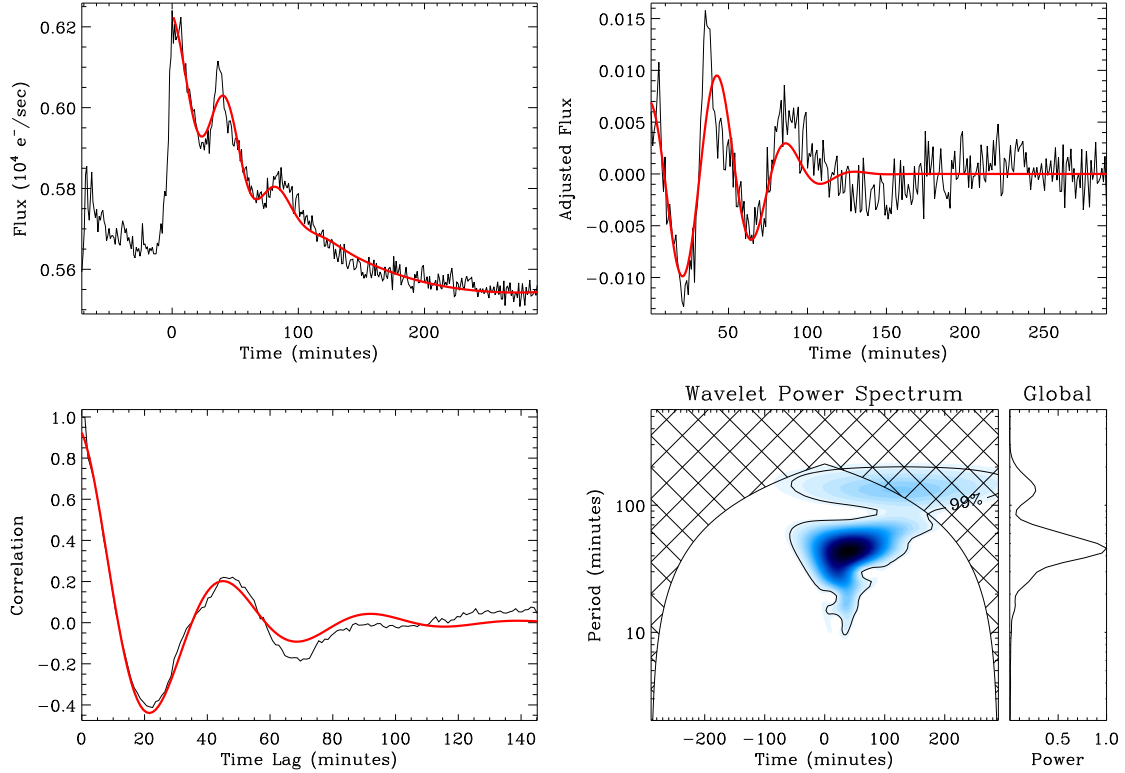 0.62
0.60
0.58
0.56
Flux (10⁴ e⁻/sec)
0 100 200
Time (minutes)
0.015
0.010
0.005
0.000
−0.005
−0.010
Adjusted Flux
50 100 150 200 250
Time (minutes)
1.0
0.8
0.6
0.4
0.2
0.0
−0.2
−0.4
Correlation
0 20 40 60 80 100 120 140
Time Lag (minutes)
Wavelet Power Spectrum
100
10
Period (minutes)
99%
−200 −100 0 100 200
Time (minutes)
Global
0.5 1.0
Power